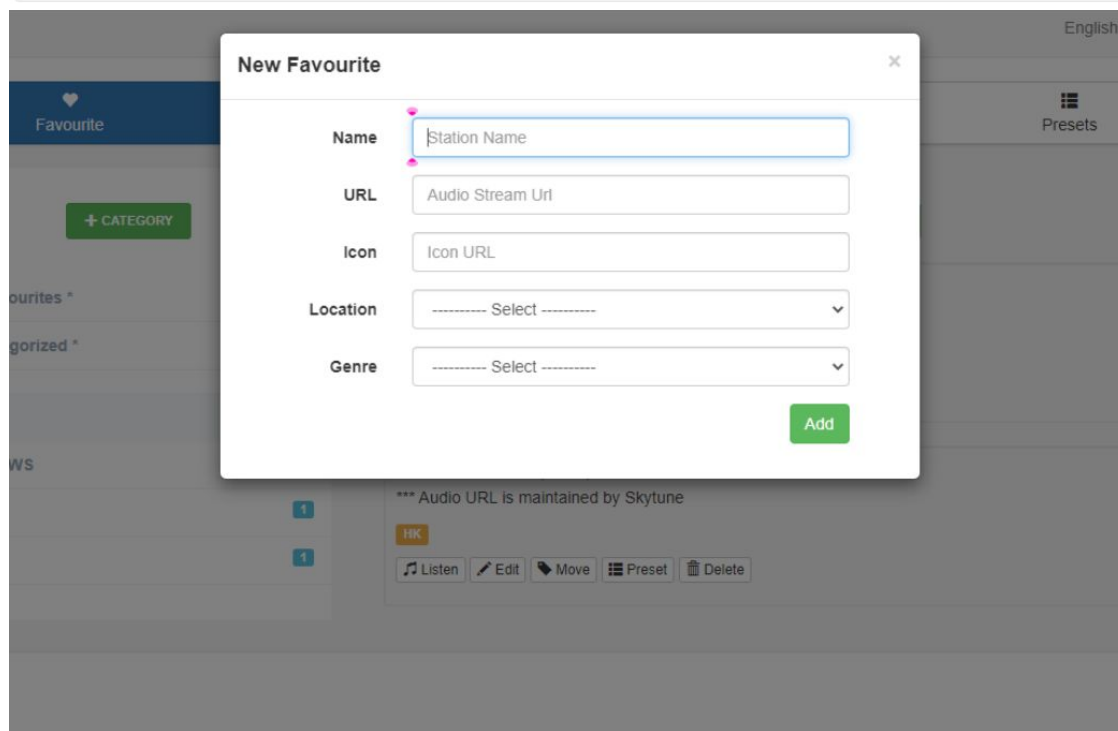 English
New Favourite
×
Favourite
Presets
Name
Station Name
URL
Audio Stream Url
+ CATEGORY
Icon
Icon URL
ourites *
Location
---------- Select ----------
gorized *
Genre
---------- Select ----------
Add
ws
*** Audio URL is maintained by Skytune
1
HK
1
Listen Edit Move Preset Delete